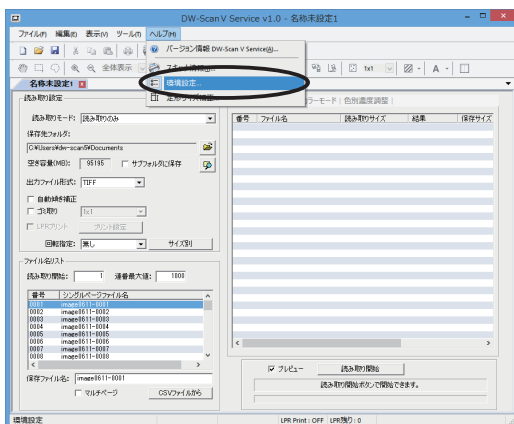 DW-Scan V Service v1.0 - 名称未設定1
ファイル(F) 編集(E) 表示(V) ツール(T) ヘルプ(H)
バージョン情報 DW-Scan V Service(A)...
全体表示
1x1
A
環境設定...
名称未設定1
読み取り設定
カラーモード | 色別濃度調整 |
読み取りモード: 読み取りのみ
保存先フォルダ:
C:¥Users¥dw-scan5¥Documents
空き容量(MB): 95195 サブフォルダに保存
出力ファイル形式: TIFF
自動傾き補正
ゴミ取り 1x1
LPRプリント プリント設定
回転指定: 無し サイズ別
ファイル名リスト
読み取り開始: 1 連番最大値: 1000
番号 シングルページファイル名
0001 image0611-0001
0002 image0611-0002
0003 image0611-0003
0004 image0611-0004
0005 image0611-0005
0006 image0611-0006
0007 image0611-0007
0008 image0611-0008
保存ファイル名: image0611-0001
マルチページ CSVファイルから
番号 ファイル名 読み取りサイズ 結果 保存サイズ
プレビュー 読み取り開始
読み取り開始ボタンで開始できます。
環境設定 LPR Print : OFF LPR残り : 0